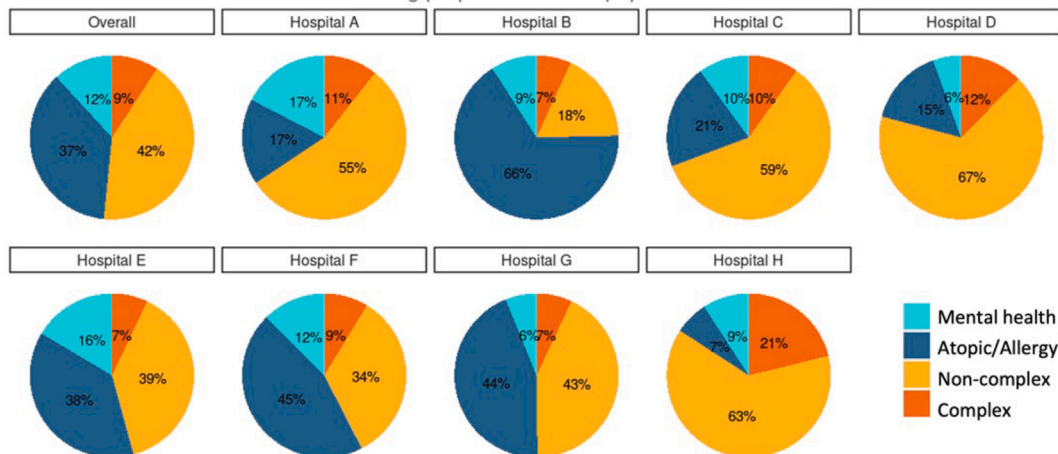 Overall
Hospital A
Hospital B
Hospital C
Hospital D
12%
9%
37%
42%
17%
11%
17%
55%
9%
7%
18%
66%
10%
10%
21%
59%
6%
12%
15%
67%
Hospital E
Hospital F
Hospital G
Hospital H
16%
7%
39%
38%
12%
9%
34%
45%
6%
7%
44%
43%
9%
21%
7%
63%
Mental health
Atopic/Allergy
Non-complex
Complex